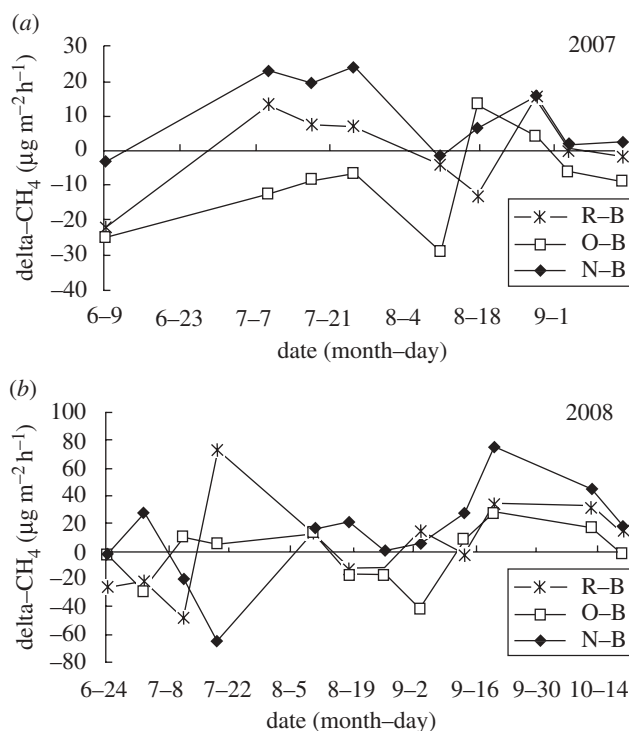 (a)
2007
delta–CH4 (µg m–2 h–1)
30
20
10
0
–10
–20
–30
–40
R–B
O–B
N–B
6–9 6–23 7–7 7–21 8–4 8–18 9–1
date (month–day)
(b)
2008
delta–CH4 (µg m–2 h–1)
100
80
60
40
20
0
–20
–40
–60
–80
R–B
O–B
N–B
6–24 7–8 7–22 8–5 8–19 9–2 9–16 9–30 10–14
date (month–day)